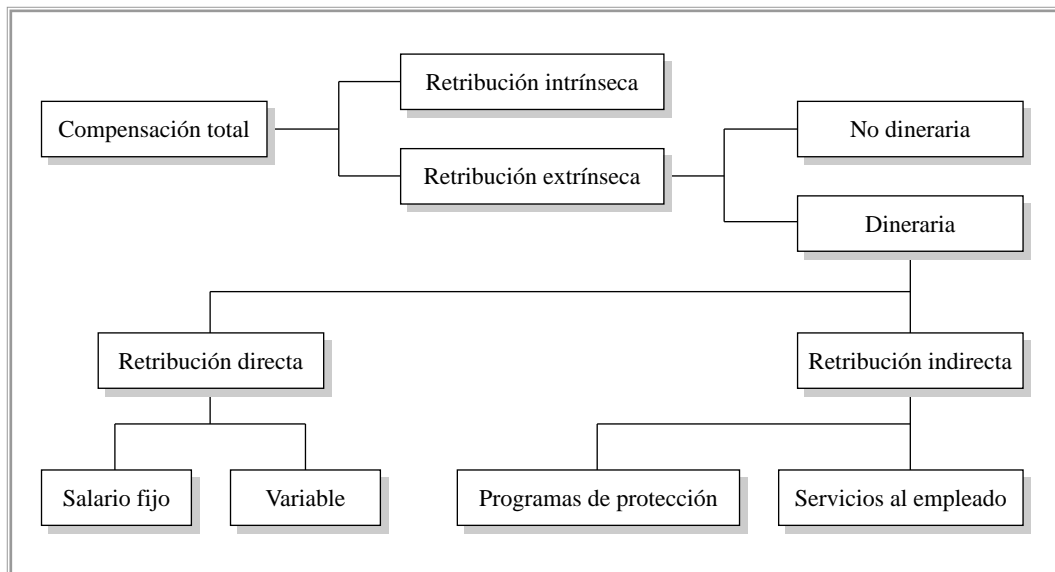 Retribución intrínseca
Compensación total
No dineraria
Retribución extrínseca
Dineraria
Retribución directa
Retribución indirecta
Salario fijo
Variable
Programas de protección
Servicios al empleado